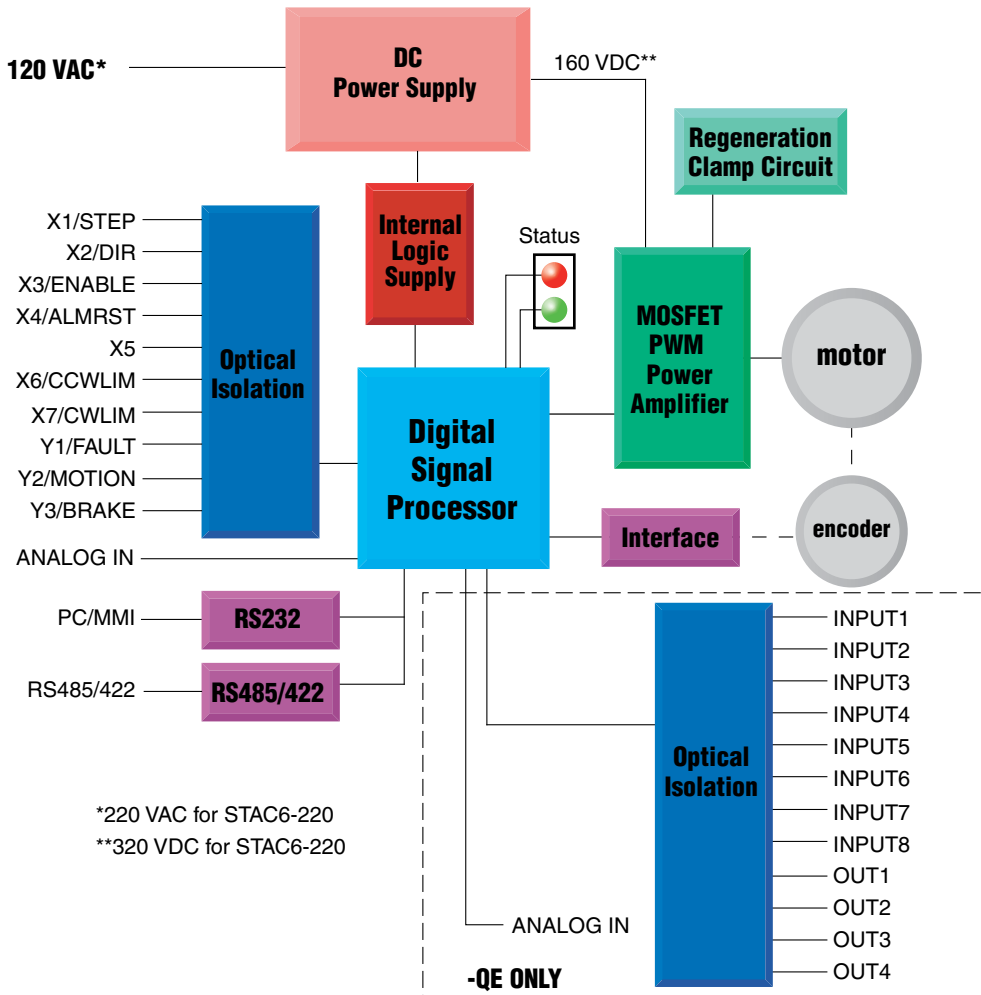 120 VAC*
DC
Power Supply
160 VDC**
Regeneration
Clamp Circuit
Internal
Logic
Supply
Status
X1/STEP
X2/DIR
X3/ENABLE
X4/ALMRST
X5
X6/CCWLIM
X7/CWLIM
Y1/FAULT
Y2/MOTION
Y3/BRAKE
Optical
Isolation
MOSFET
PWM
Power
Amplifier
motor
Digital
Signal
Processor
Interface
encoder
ANALOG IN
PC/MMI
RS232
RS485/422
RS485/422
INPUT1
INPUT2
INPUT3
INPUT4
INPUT5
INPUT6
INPUT7
INPUT8
OUT1
OUT2
OUT3
OUT4
Optical
Isolation
*220 VAC for STAC6-220
**320 VDC for STAC6-220
ANALOG IN
-QE ONLY